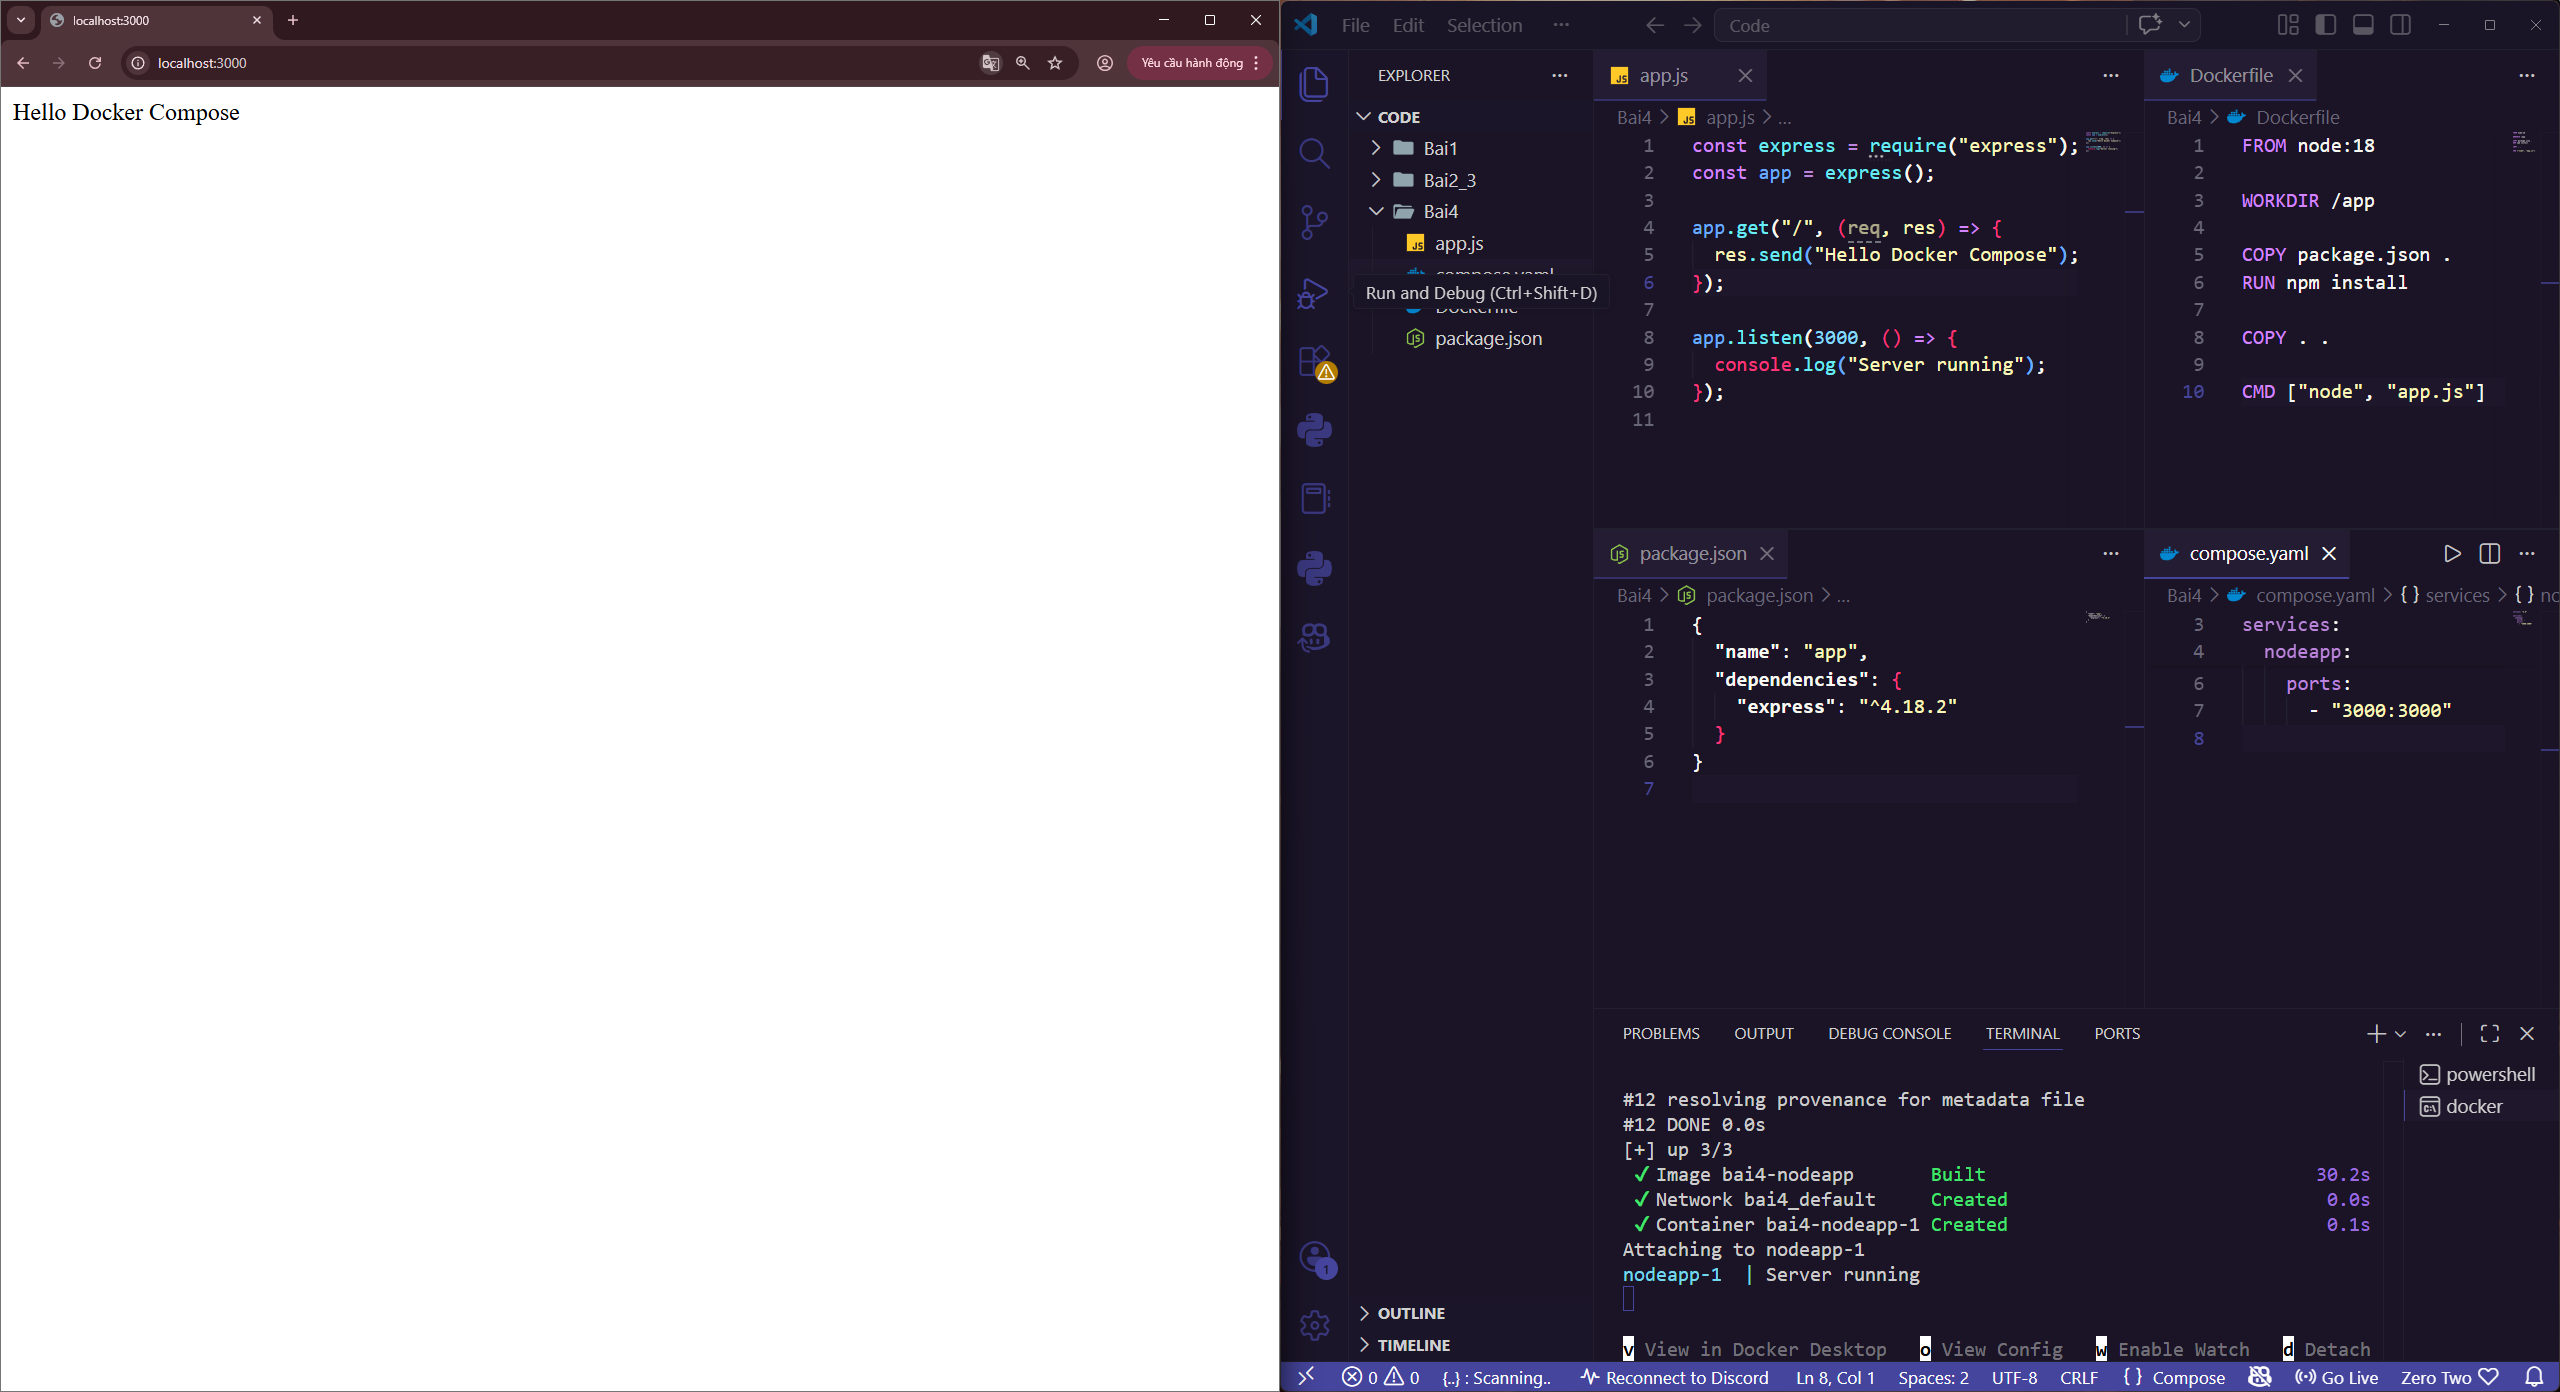 localhost:3000
localhost:3000
Yêu cầu hành động
Hello Docker Compose
File Edit Selection ...
Code
EXPLORER
CODE
Bai1
Bai2_3
Bai4
app.js
Run and Debug (Ctrl+Shift+D)
package.json
OUTLINE
TIMELINE
app.js
Bai4 > app.js > ...
1 const express = require("express");
2 const app = express();
3
4 app.get("/", (req, res) => {
5 res.send("Hello Docker Compose");
6 });
7
8 app.listen(3000, () => {
9 console.log("Server running");
10 });
11
Dockerfile
Bai4 > Dockerfile
1 FROM node:18
2
3 WORKDIR /app
4
5 COPY package.json .
6 RUN npm install
7
8 COPY . .
9
10 CMD ["node", "app.js"]
package.json
Bai4 > package.json > ...
1 {
2 "name": "app",
3 "dependencies": {
4 "express": "^4.18.2"
5 }
6 }
7
compose.yaml
Bai4 > compose.yaml > {} services > {} no
3 services:
4 nodeapp:
6 ports:
7 - "3000:3000"
8
PROBLEMS OUTPUT DEBUG CONSOLE TERMINAL PORTS
powershell
docker
#12 resolving provenance for metadata file
#12 DONE 0.0s
[+] up 3/3
✓ Image bai4-nodeapp Built 30.2s
✓ Network bai4_default Created 0.0s
✓ Container bai4-nodeapp-1 Created 0.1s
Attaching to nodeapp-1
nodeapp-1 | Server running
v View in Docker Desktop o View Config w Enable Watch d Detach
1
0 0 {..} : Scanning.. Reconnect to Discord Ln 8, Col 1 Spaces: 2 UTF-8 CRLF {} Compose Go Live Zero Two